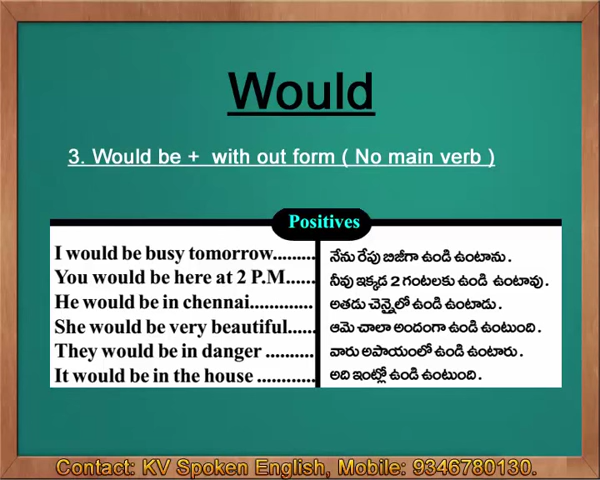 Would
3. Would be + with out form ( No main verb )
Positives
I would be busy tomorrow......... నేను రేపు బిజీగా ఉండి ఉంటాను.
You would be here at 2 P.M...... నీవు ఇక్కడ 2 గంటలకు ఉండి ఉంటావు.
He would be in chennai............. అతడు చెన్నైలో ఉండి ఉంటాడు.
She would be very beautiful...... ఆమె చాలా అందంగా ఉండి ఉంటుంది.
They would be in danger .......... వారు అపాయంలో ఉండి ఉంటారు.
It would be in the house ............ అది ఇంట్లో ఉండి ఉంటుంది.
Contact: KV Spoken English, Mobile: 9346780130.